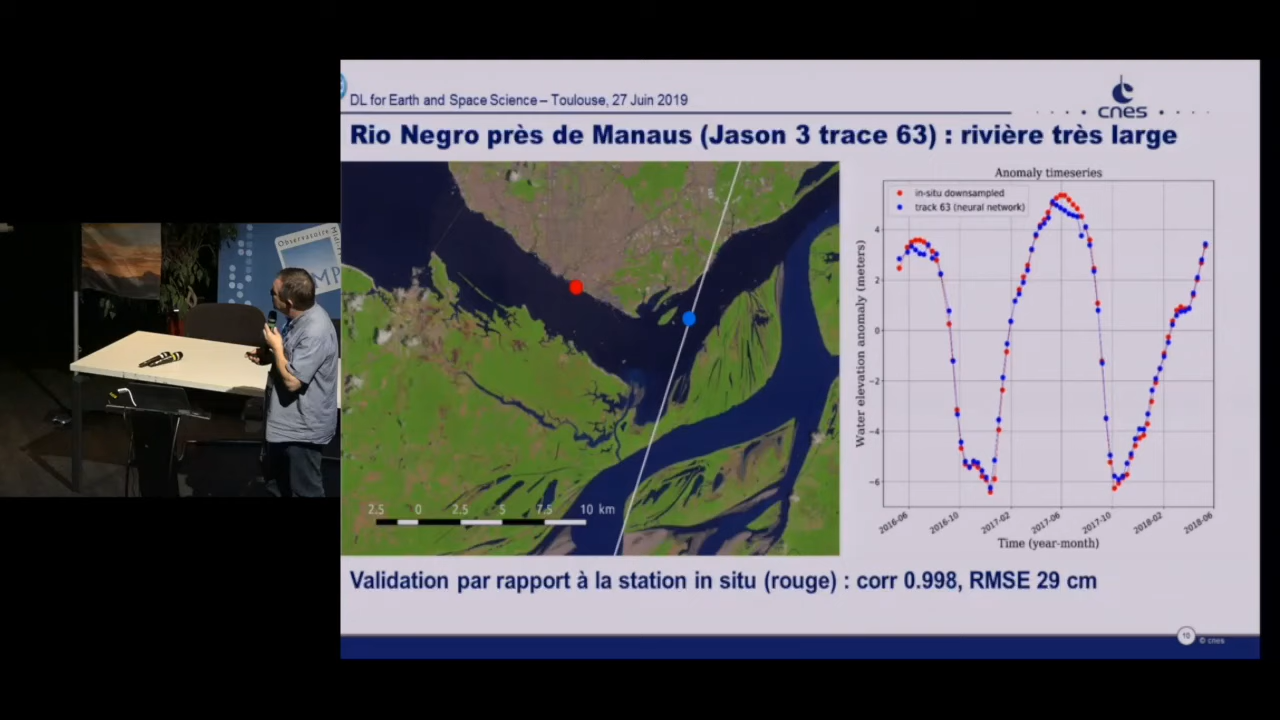 DL for Earth and Space Science – Toulouse, 27 Juin 2019
cnes
Rio Negro près de Manaus (Jason 3 trace 63) : rivière très large
2.5 0 2.5 5 7.5 10 km
Anomaly timeseries
in-situ downsampled
track 63 (neural network)
Water elevation anomaly (meters)
4
2
0
−2
−4
−6
2016-06 2016-10 2017-02 2017-06 2017-10 2018-02 2018-06
Time (year-month)
Validation par rapport à la station in situ (rouge) : corr 0.998, RMSE 29 cm
10
© cnes
Observatoire
MP